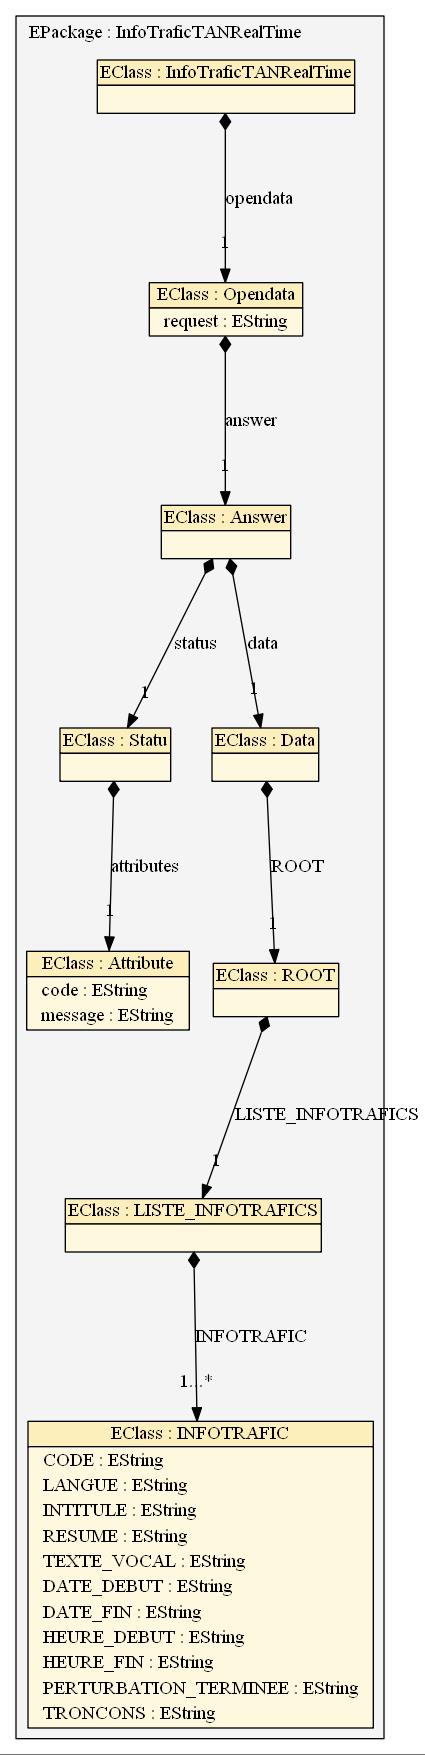 EPackage : InfoTraficTANRealTime
EClass : InfoTraficTANRealTime
opendata
1
EClass : Opendata
request : EString
answer
1
EClass : Answer
status
data
1
1
EClass : Statu
EClass : Data
attributes
ROOT
1
1
EClass : Attribute
code : EString
message : EString
EClass : ROOT
LISTE_INFOTRAFICS
1
EClass : LISTE_INFOTRAFICS
INFOTRAFIC
1...*
EClass : INFOTRAFIC
CODE : EString
LANGUE : EString
INTITULE : EString
RESUME : EString
TEXTE_VOCAL : EString
DATE_DEBUT : EString
DATE_FIN : EString
HEURE_DEBUT : EString
HEURE_FIN : EString
PERTURBATION_TERMINEE : EString
TRONCONS : EString